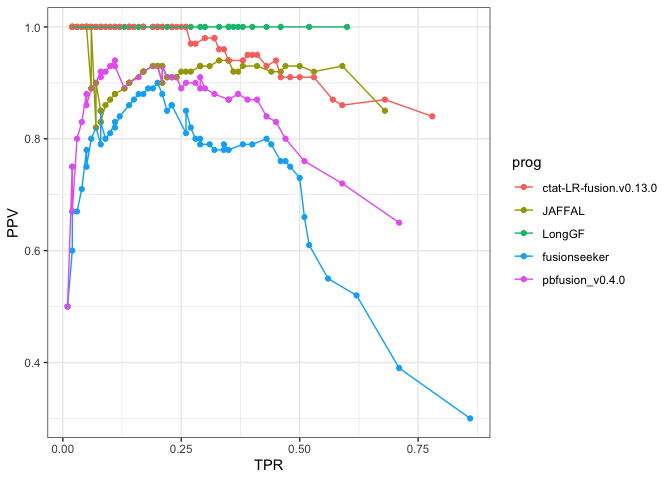 1.0
0.8
0.6
0.4
PPV
0.00
0.25
0.50
0.75
TPR
prog
ctat-LR-fusion.v0.13.0
JAFFAL
LongGF
fusionseeker
pbfusion_v0.4.0